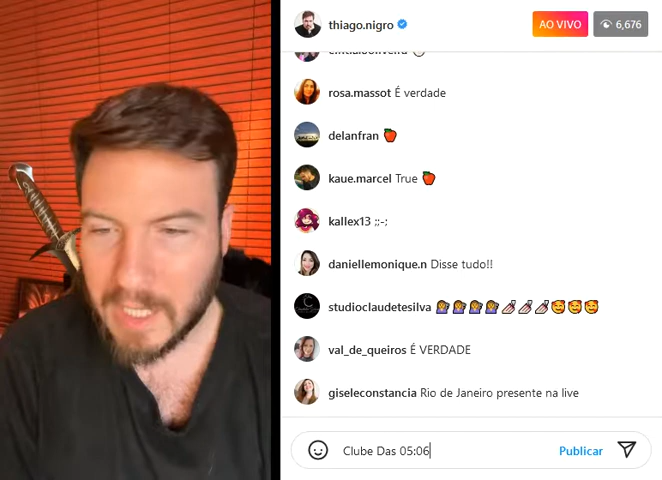 thiago.nigro
AO VIVO 6,676
rosa.massot É verdade
delanfran
kaue.marcel True
kallex13 ;;-;
daniellemonique.n Disse tudo!!
studioclaudetesilva
val_de_queiros É VERDADE
giseleconstancia Rio de Janeiro presente na live
Clube Das 05:06
Publicar